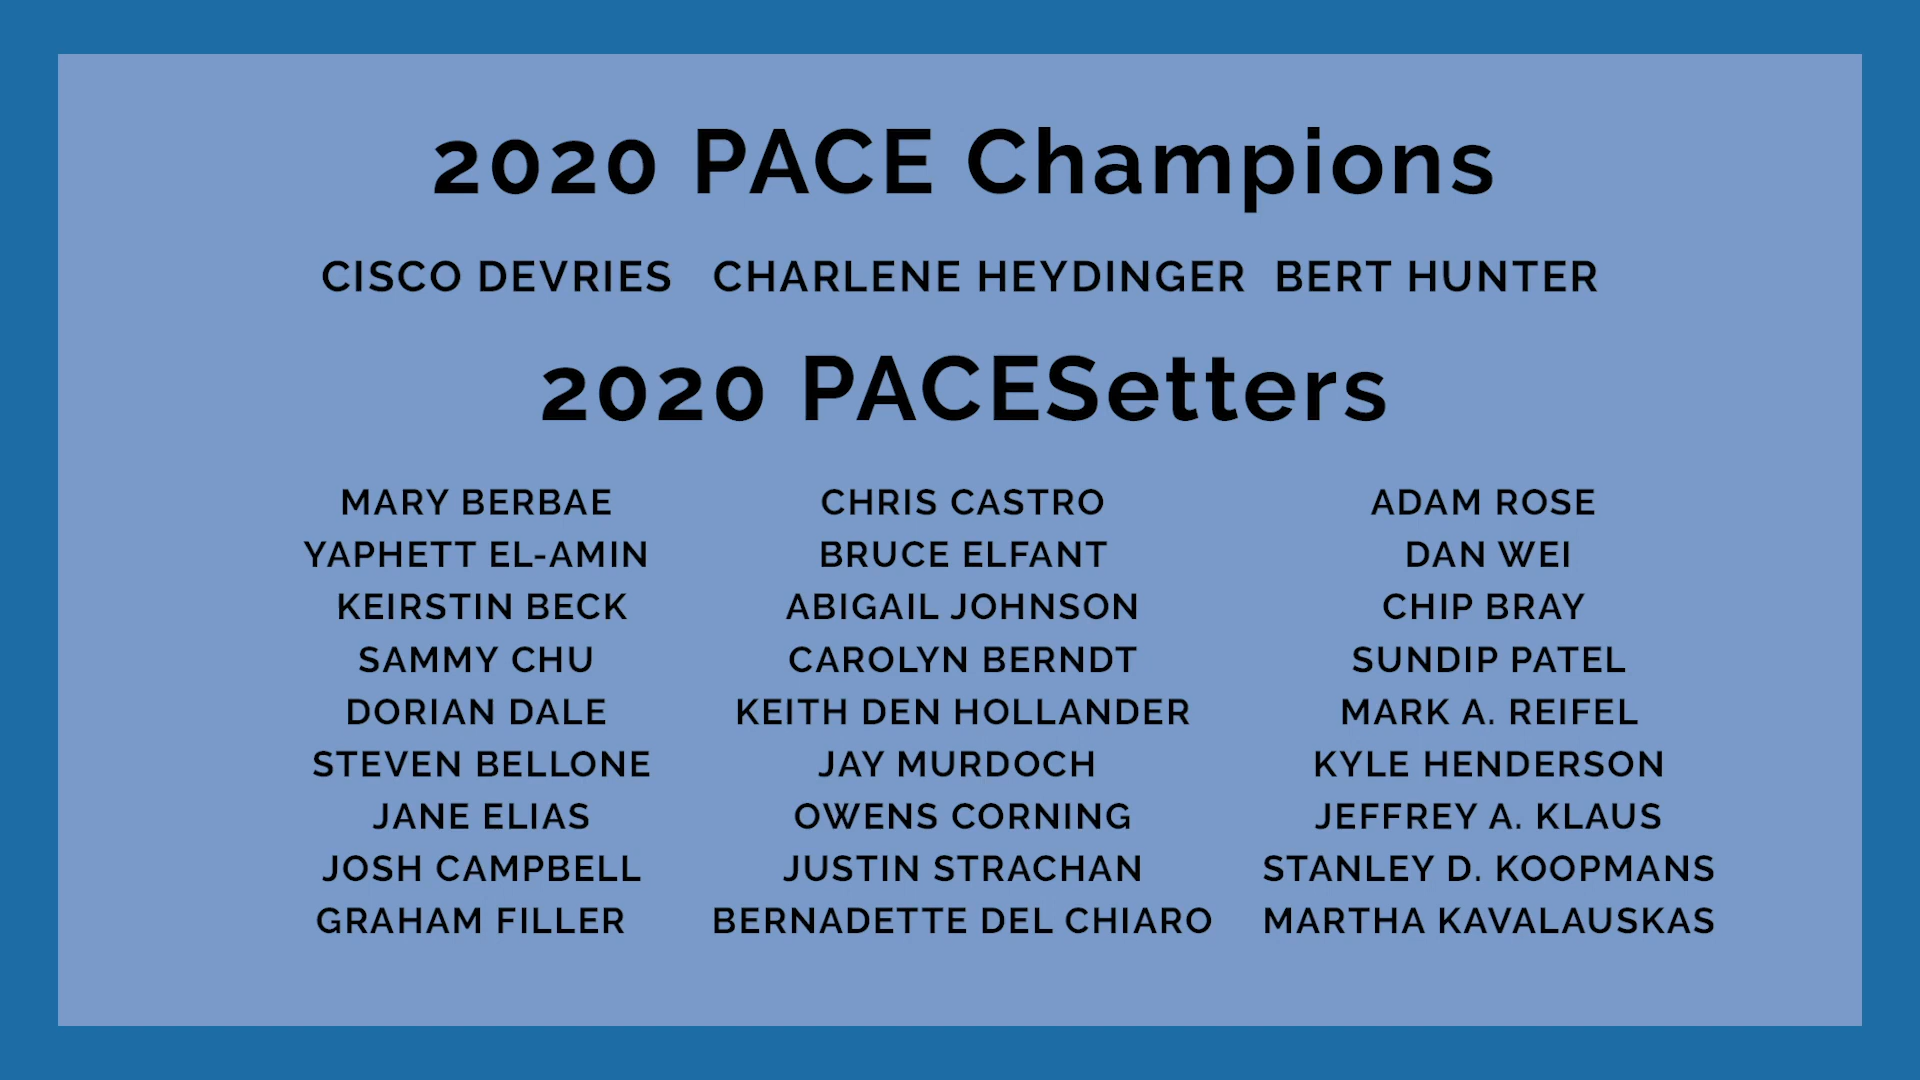 2020 PACE Champions
CISCO DEVRIES CHARLENE HEYDINGER BERT HUNTER
2020 PACESetters
MARY BERBAE CHRIS CASTRO ADAM ROSE
YAPHETT EL-AMIN BRUCE ELFANT DAN WEI
KEIRSTIN BECK ABIGAIL JOHNSON CHIP BRAY
SAMMY CHU CAROLYN BERNDT SUNDIP PATEL
DORIAN DALE KEITH DEN HOLLANDER MARK A. REIFEL
STEVEN BELLONE JAY MURDOCH KYLE HENDERSON
JANE ELIAS OWENS CORNING JEFFREY A. KLAUS
JOSH CAMPBELL JUSTIN STRACHAN STANLEY D. KOOPMANS
GRAHAM FILLER BERNADETTE DEL CHIARO MARTHA KAVALAUSKAS